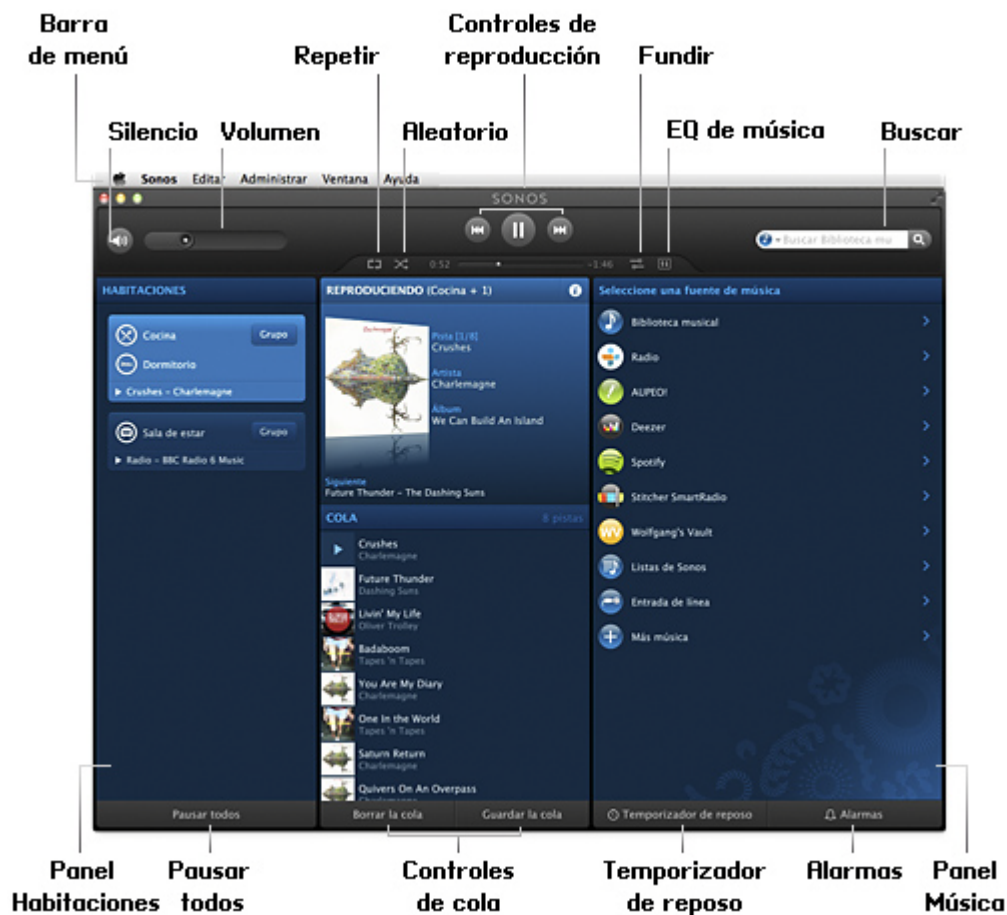 Barra
de menú
Controles de
reproducción
Repetir
Fundir
Silencio
Volumen
Aleatorio
EQ de música
Buscar
Sonos Editar Administrar Ventana Ayuda
SONOS
Buscar Biblioteca mu
0:52
-1:46
HABITACIONES
Cocina
Grupo
Dormitorio
Crushes - Charlemagne
Sala de estar
Grupo
Radio - BBC Radio 6 Music
REPRODUCIENDO (Cocina + 1)
Pista [1/8]
Crushes
Artista
Charlemagne
Álbum
We Can Build An Island
Siguiente
Future Thunder - The Dashing Suns
COLA
8 pistas
Crushes
Charlemagne
Future Thunder
Dashing Suns
Livin' My Life
Oliver Trolley
Badaboom
Tapes 'n Tapes
You Are My Diary
Charlemagne
One In the World
Tapes 'n Tapes
Saturn Return
Charlemagne
Quivers On An Overpass
Charlemagne
Seleccione una fuente de música
Biblioteca musical
Radio
AUPEO!
Deezer
Spotify
Stitcher SmartRadio
WV
Wolfgang's Vault
Listas de Sonos
Entrada de línea
Más música
Pausar todos
Borrar la cola
Guardar la cola
Temporizador de reposo
Alarmas
Panel
Habitaciones
Pausar
todos
Controles
de cola
Temporizador
de reposo
Alarmas
Panel
Música